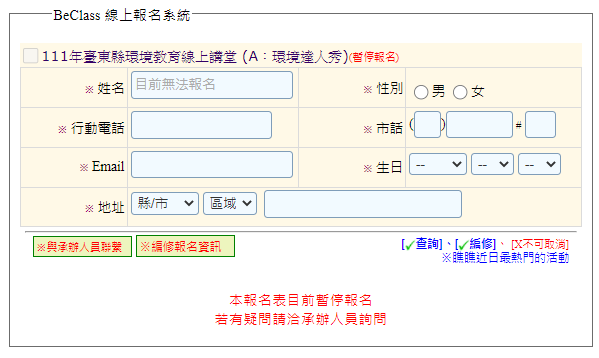 BeClass 線上報名系統
111年臺東縣環境教育線上講堂 (A：環境達人秀)(暫停報名)
※ 姓名 目前無法報名 ※ 性別 男 女
※ 行動電話 ※ 市話 ( ) #
※ Email ※ 生日 -- -- --
※ 地址 縣/市 區域
※與承辦人員聯繫 ※編修報名資訊 [✓查詢]、[✓編修]、 [X不可取消]
※瞧瞧近日最熱門的活動
本報名表目前暫停報名
若有疑問請洽承辦人員詢問